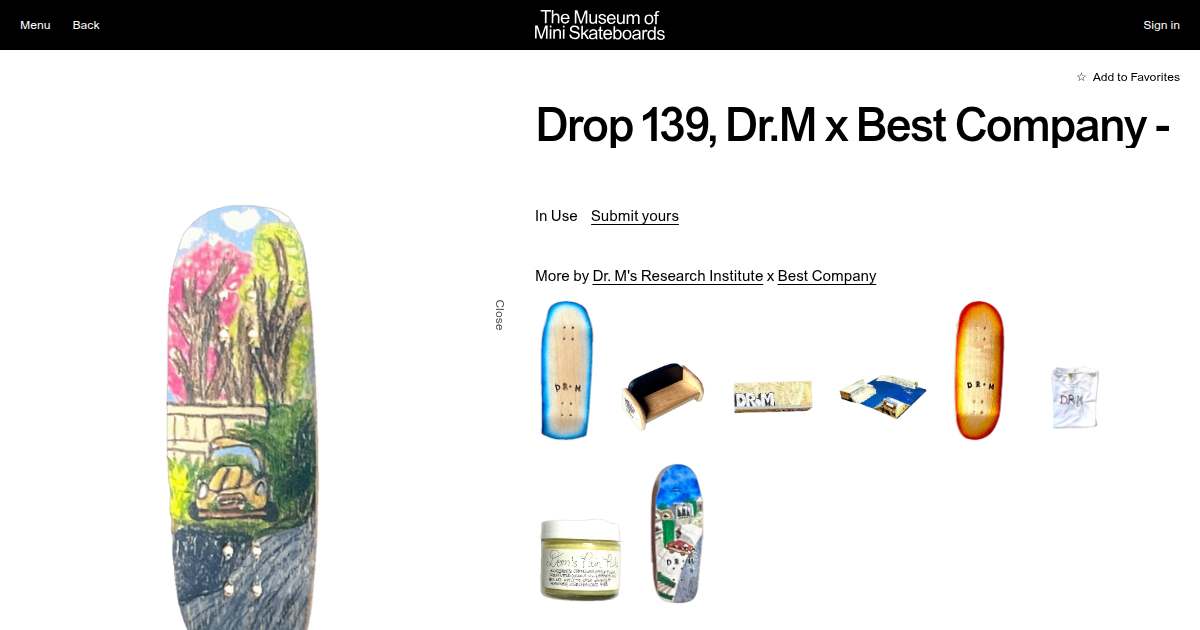 Menu
Back
The Museum of
Mini Skateboards
Sign in
☆ Add to Favorites
Drop 139, Dr.M x Best Company -
In Use
Submit yours
More by Dr. M's Research Institute x Best Company
Close
DR•M
DR•M
DR•M
DR.M
DR•M